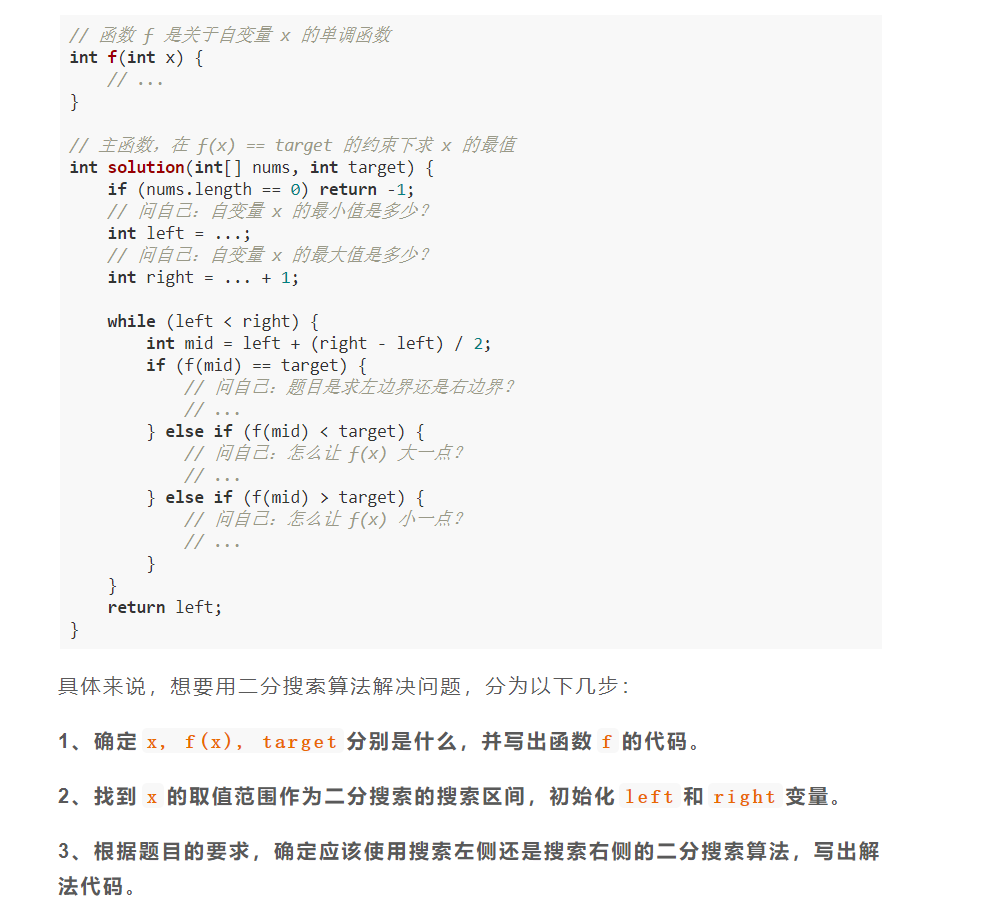 // 函数 f 是关于自变量 x 的单调函数
int f(int x) {
    // ...
}

// 主函数，在 f(x) == target 的约束下求 x 的最值
int solution(int[] nums, int target) {
    if (nums.length == 0) return -1;
    // 问自己：自变量 x 的最小值是多少？
    int left = ...;
    // 问自己：自变量 x 的最大值是多少？
    int right = ... + 1;

    while (left < right) {
        int mid = left + (right - left) / 2;
        if (f(mid) == target) {
            // 问自己：题目是求左边界还是右边界？
            // ...
        } else if (f(mid) < target) {
            // 问自己：怎么让 f(x) 大一点？
            // ...
        } else if (f(mid) > target) {
            // 问自己：怎么让 f(x) 小一点？
            // ...
        }
    }
    return left;
}
具体来说，想要用二分搜索算法解决问题，分为以下几步：
1、确定 x, f(x), target 分别是什么，并写出函数 f 的代码。
2、找到 x 的取值范围作为二分搜索的搜索区间，初始化 left 和 right 变量。
3、根据题目的要求，确定应该使用搜索左侧还是搜索右侧的二分搜索算法，写出解
法代码。